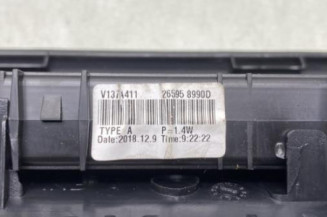 V137A411 26595 8990D
TYPE A P=1.4W
Date:2018.12.9 Time:9:22:22